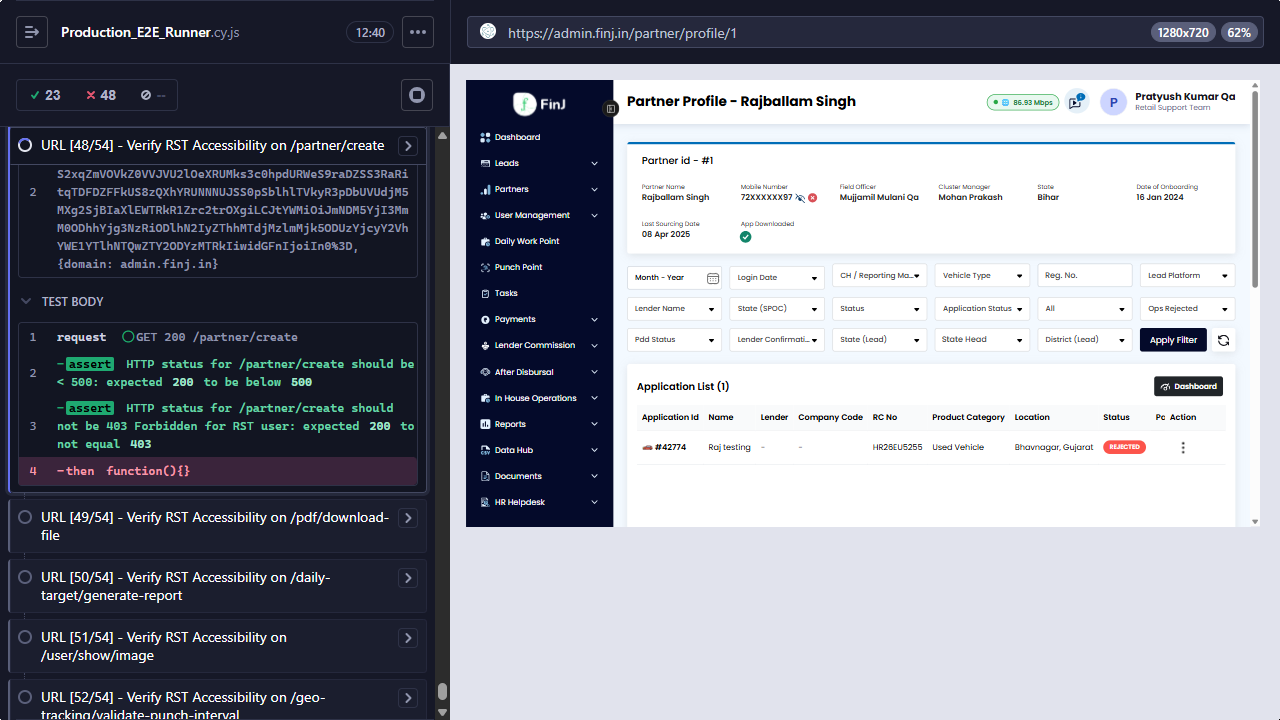 Production_E2E_Runner.cy.js
12:40
23
48
--
URL [48/54] - Verify RST Accessibility on /partner/create
2
S2xqZmVOVkZ0VVJVU2lOeXRUMks3c0hpdURWeS9raDZSS3RaRi
tqTDFDZFFkUS8zQXhYRUNNNUJSS0pSblhlTVkyR3pDbUVUdjM5
MXg2SjBIaXlEWTRkR1Zrc2trOXgilCJtYWMiOiJmNDM5YjI3Mm
M0ODhhYjg3NzRiODlhN2IyZThhMTdjMzlmMjk5ODUzYjcyY2Vh
YWE1YTlhNTQwZTY2ODYzMTRkIiwidGFnIjoiIn0%3D,
{domain: admin.finj.in}
TEST BODY
1 request GET 200 /partner/create
2 -assert HTTP status for /partner/create should be
< 500: expected 200 to be below 500
3 -assert HTTP status for /partner/create should
not be 403 Forbidden for RST user: expected 200 to
not equal 403
4 -then function(){}
URL [49/54] - Verify RST Accessibility on /pdf/download-
file
URL [50/54] - Verify RST Accessibility on /daily-
target/generate-report
URL [51/54] - Verify RST Accessibility on
/user/show/image
URL [52/54] - Verify RST Accessibility on /geo-
tracking/validate-punch-interval
https://admin.finj.in/partner/profile/1
1280x720
62%
FinJ
Dashboard
Leads
Partners
User Management
Daily Work Point
Punch Point
Tasks
Payments
Lender Commission
After Disbursal
In House Operations
Reports
Data Hub
Documents
HR Helpdesk
Partner Profile - Rajballam Singh
86.93 Mbps
P
Pratyush Kumar Qa
Retail Support Team
Partner id - #1
Partner Name Mobile Number Field Officer Cluster Manager State Date of Onboarding
Rajballam Singh 72XXXXXX97 Mujjamil Mulani Qa Mohan Prakash Bihar 16 Jan 2024
Last Sourcing Date App Downloaded
08 Apr 2025
Month - Year Login Date CH / Reporting Ma... Vehicle Type Reg. No. Lead Platform
Lender Name State (SPOC) Status Application Status All Ops Rejected
Pdd Status Lender Confirmati... State (Lead) State Head District (Lead) Apply Filter
Application List (1)
Dashboard
Application Id Name Lender Company Code RC No Product Category Location Status Pc Action
#42774 Raj testing - - HR26EU5255 Used Vehicle Bhavnagar, Gujarat REJECTED